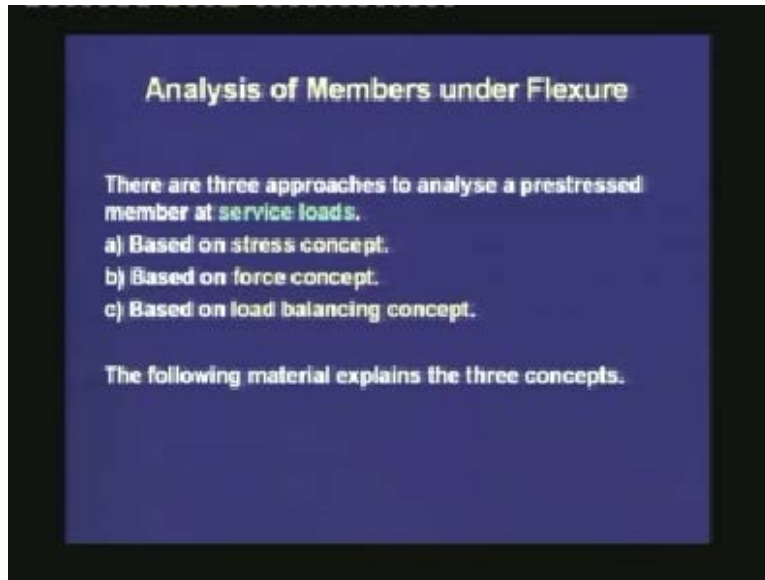 Analysis of Members under Flexure
There are three approaches to analyse a prestressed
member at service loads.
a) Based on stress concept.
b) Based on force concept.
c) Based on load balancing concept.
The following material explains the three concepts.